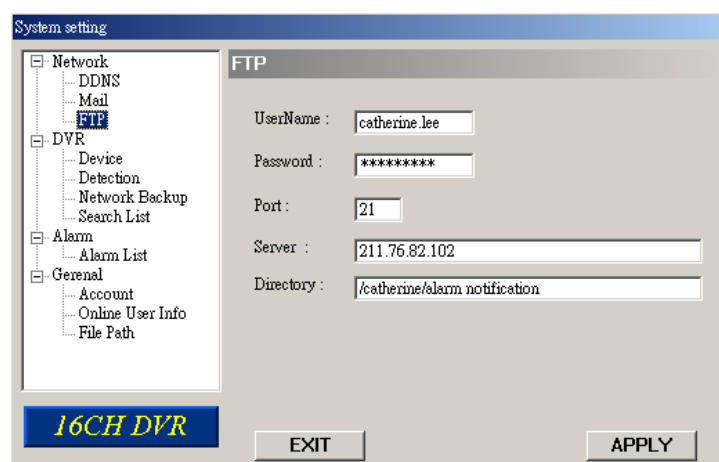 System setting
Network
DDNS
Mail
FTP
DVR
Device
Detection
Network Backup
Search List
Alarm
Alarm List
Gerenal
Account
Online User Info
File Path
16CH DVR
FTP
UserName : catherine.lee
Password : *********
Port : 21
Server : 211.76.82.102
Directory : /catherine/alarm notification
EXIT APPLY